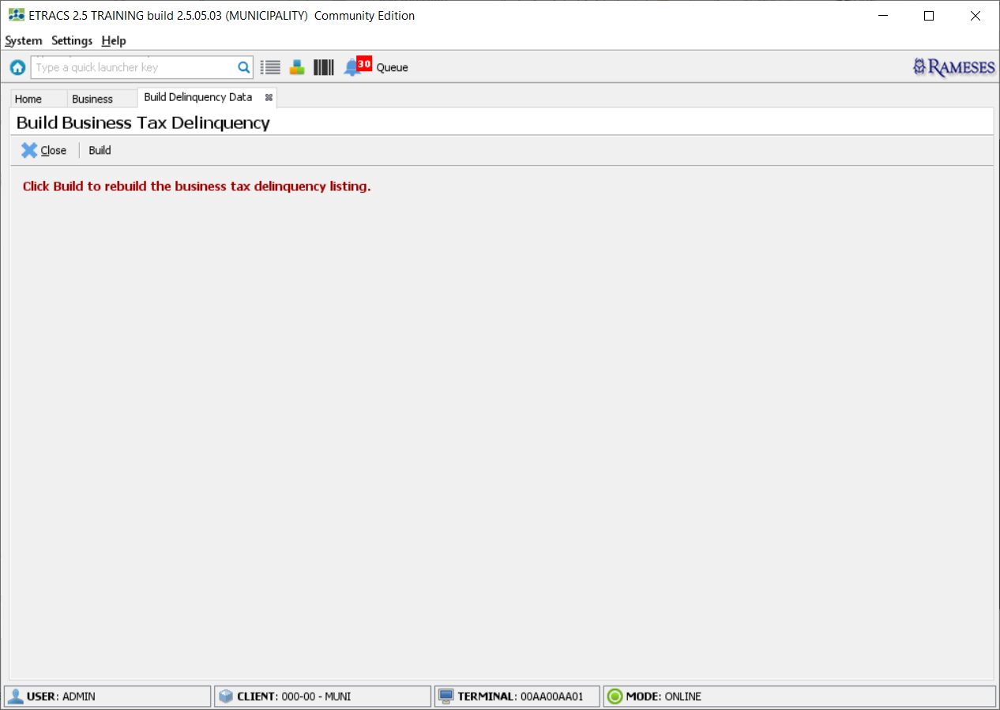 ETRACS 2.5 TRAINING build 2.5.05.03 (MUNICIPALITY)  Community Edition
System Settings Help
Type a quick launcher key
30 Queue
RAMESES
Home Business Build Delinquency Data
Build Business Tax Delinquency
Close Build
Click Build to rebuild the business tax delinquency listing.
USER: ADMIN CLIENT: 000-00 - MUNI TERMINAL: 00AA00AA01 MODE: ONLINE